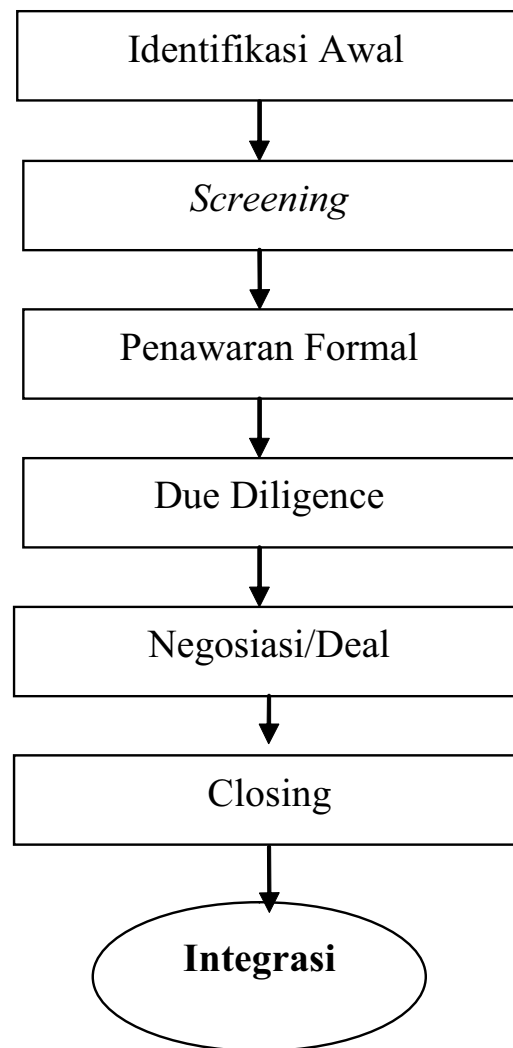 Identifikasi Awal
Screening
Penawaran Formal
Due Diligence
Negosiasi/Deal
Closing
Integrasi